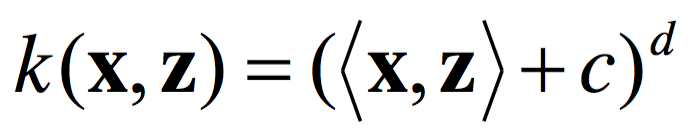 k(x, z) = (⟨x, z⟩ + c)^d